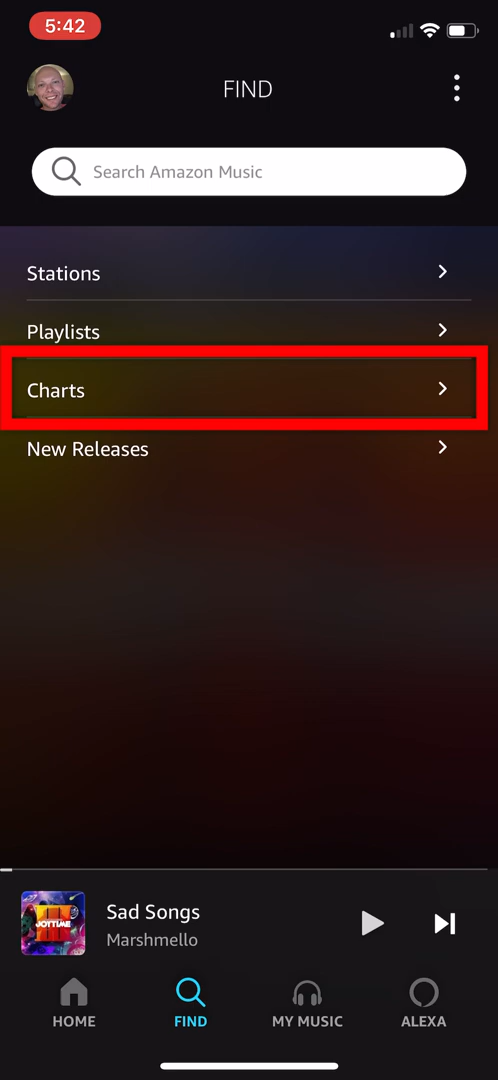 5:42
FIND
Search Amazon Music
Stations
Playlists
Charts
New Releases
JOYTIME
Sad Songs
Marshmello
HOME
FIND
MY MUSIC
ALEXA